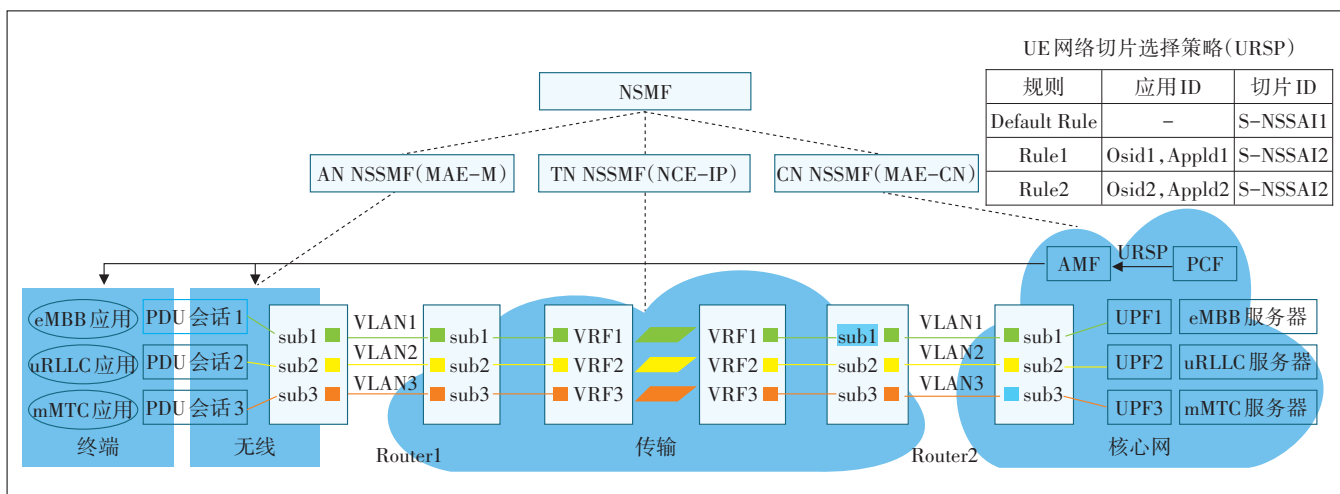 UE网络切片选择策略(URSP)
规则 应用ID 切片ID
Default Rule – S-NSSAI1
Rule1 Osid1,Appld1 S-NSSAI2
Rule2 Osid2,Appld2 S-NSSAI2
NSMF
AN NSSMF(MAE-M) TN NSSMF(NCE-IP) CN NSSMF(MAE-CN)
AMF URSP PCF
eMBB应用 PDU会话1 sub1 VLAN1 sub1 VRF1 VRF1 sub1 VLAN1 sub1 UPF1 eMBB服务器
uRLLC应用 PDU会话2 sub2 VLAN2 sub2 VRF2 VRF2 sub2 VLAN2 sub2 UPF2 uRLLC服务器
mMTC应用 PDU会话3 sub3 VLAN3 sub3 VRF3 VRF3 sub3 VLAN3 sub3 UPF3 mMTC服务器
终端 无线 Router1 传输 Router2 核心网